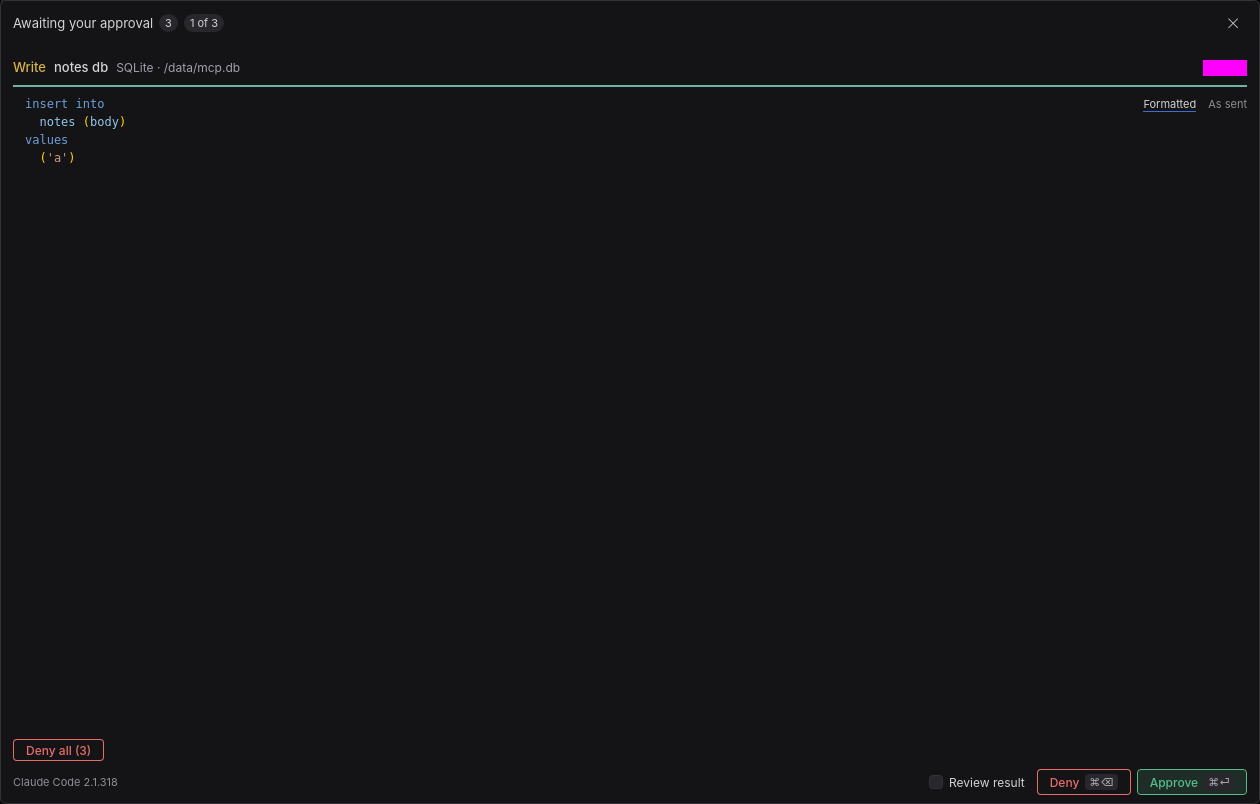 Awaiting your approval 3 1 of 3
Write notes db SQLite · /data/mcp.db
Formatted As sent
insert into
notes (body)
values
('a')
Deny all (3)
Claude Code 2.1.318
Review result Deny ⌘⌫ Approve ⌘⏎